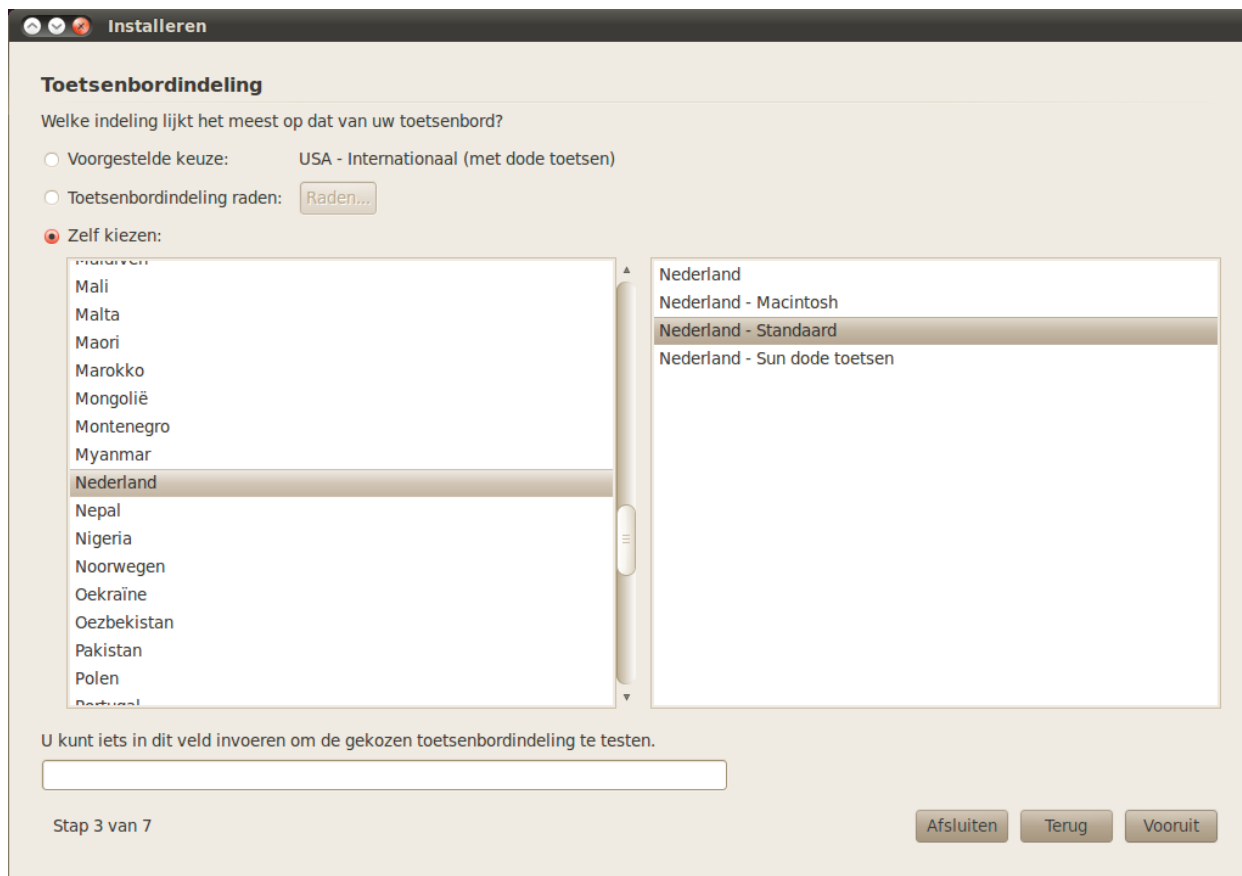 Installeren
Toetsenbordindeling
Welke indeling lijkt het meest op dat van uw toetsenbord?
Voorgestelde keuze: USA - Internationaal (met dode toetsen)
Toetsenbordindeling raden: Raden...
Zelf kiezen:
Maldiven
Mali
Malta
Maori
Marokko
Mongolië
Montenegro
Myanmar
Nederland
Nepal
Nigeria
Noorwegen
Oekraïne
Oezbekistan
Pakistan
Polen
Portugal
Nederland
Nederland - Macintosh
Nederland - Standaard
Nederland - Sun dode toetsen
U kunt iets in dit veld invoeren om de gekozen toetsenbordindeling te testen.
Stap 3 van 7
Afsluiten
Terug
Vooruit